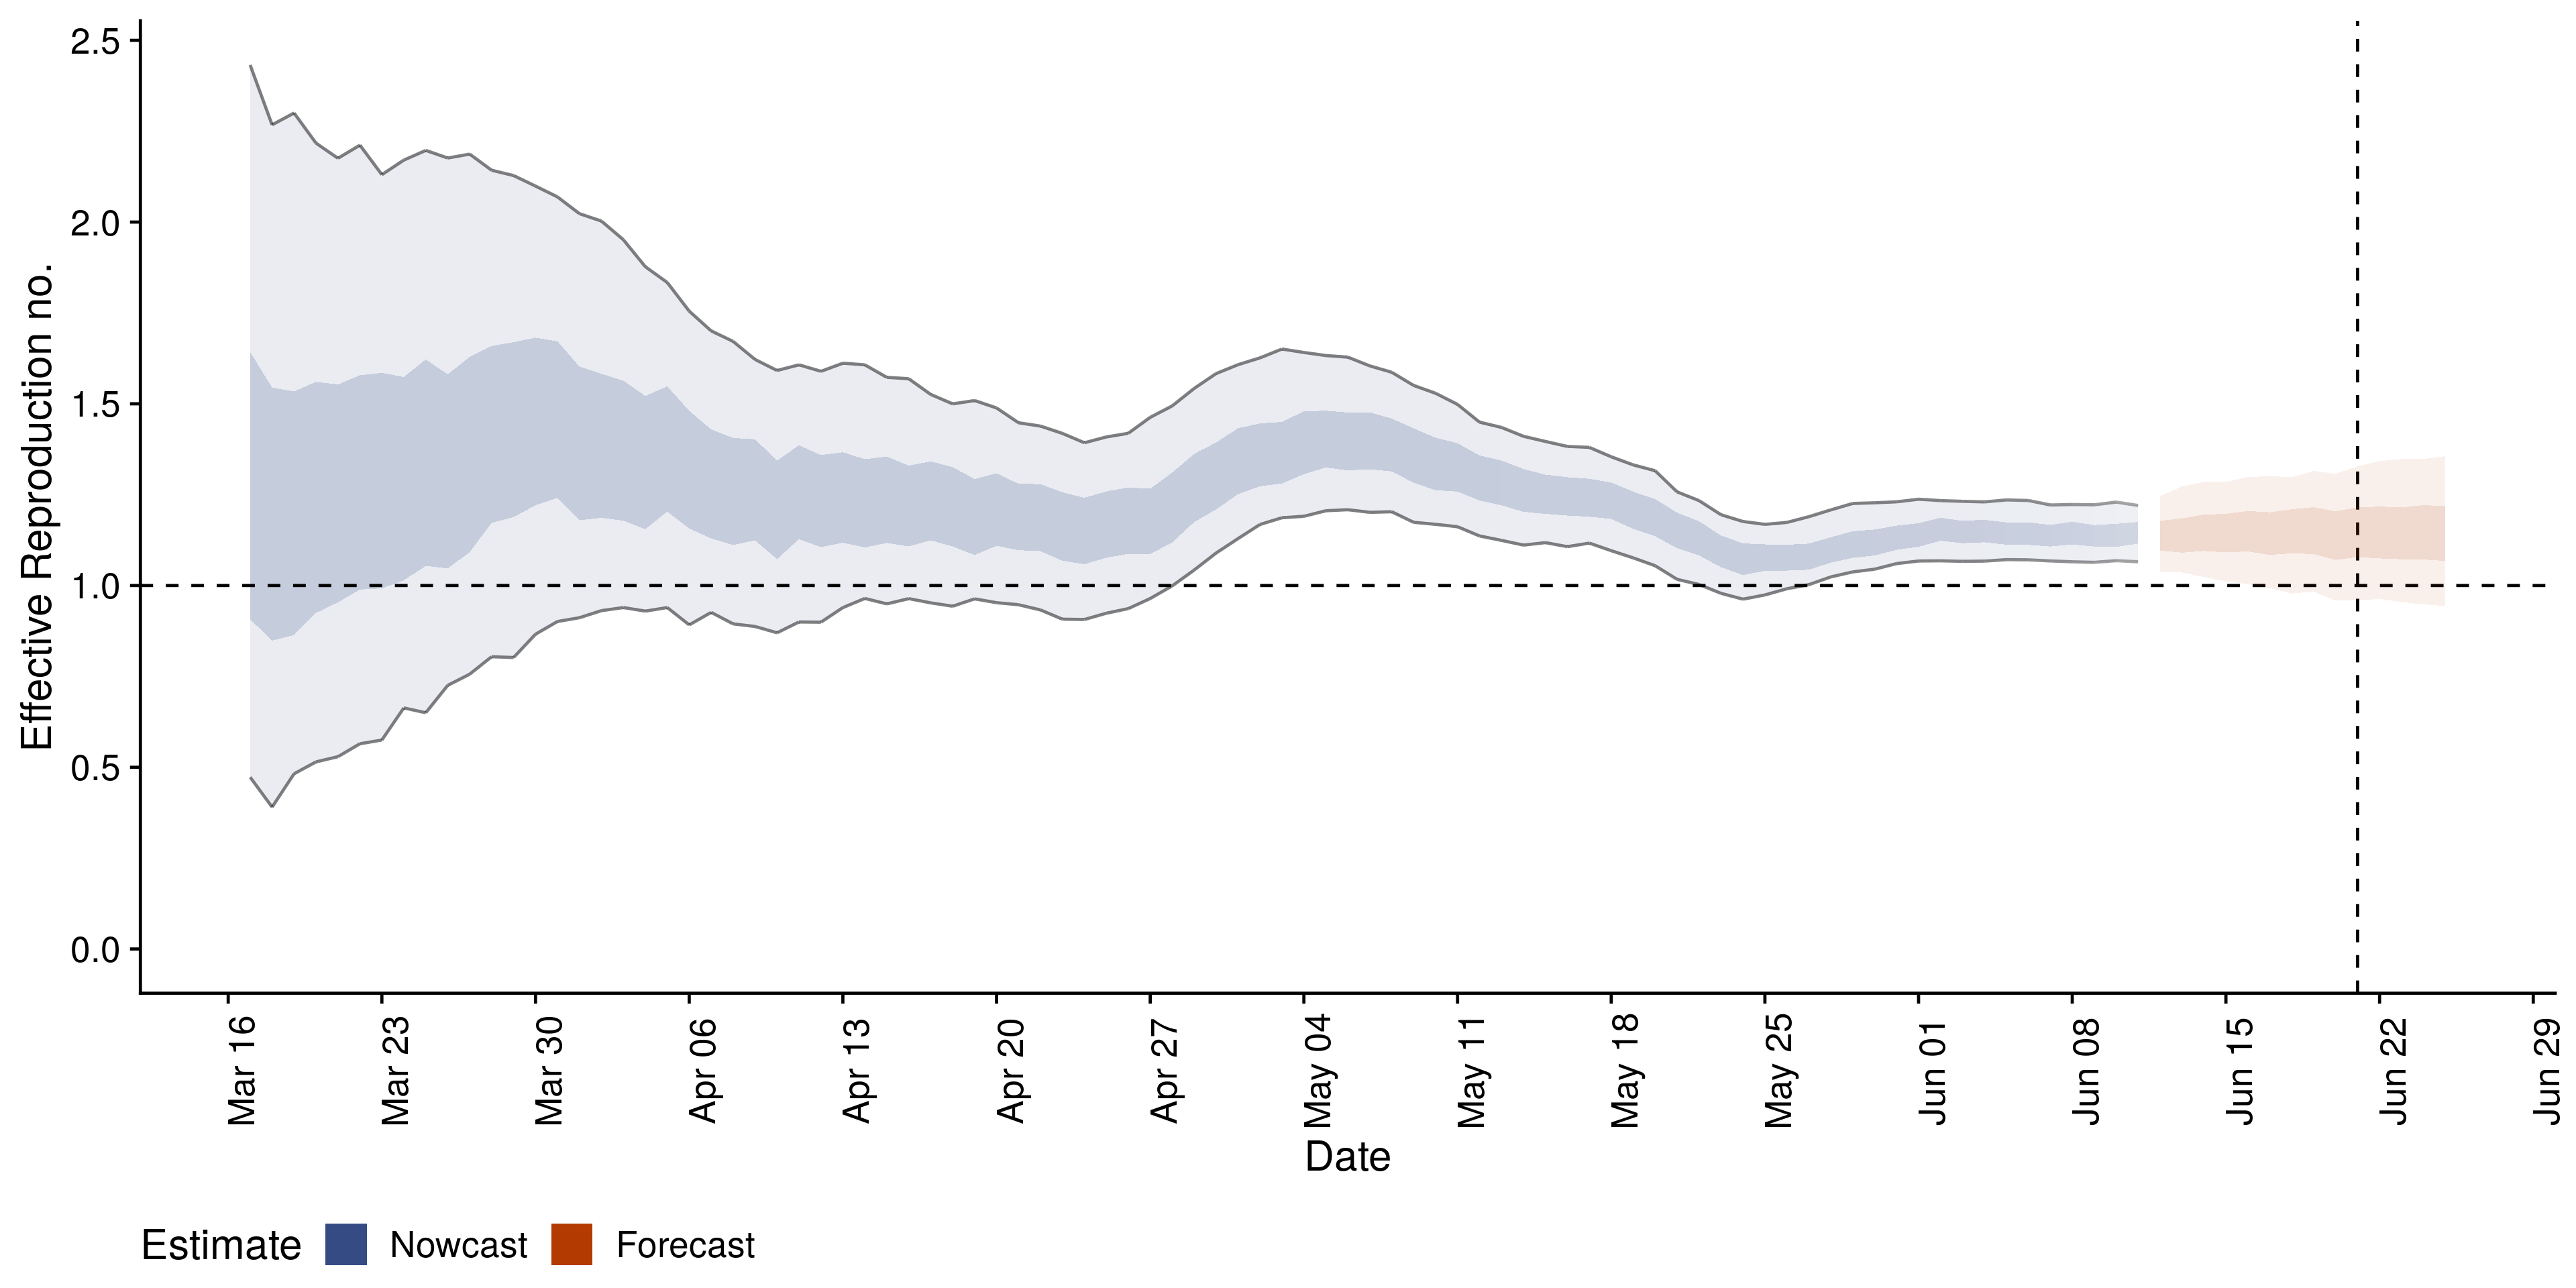 Effective Reproduction no.
2.5
2.0
1.5
1.0
0.5
0.0
Mar 16
Mar 23
Mar 30
Apr 06
Apr 13
Apr 20
Apr 27
May 04
May 11
May 18
May 25
Jun 01
Jun 08
Jun 15
Jun 22
Jun 29
Date
Estimate Nowcast Forecast